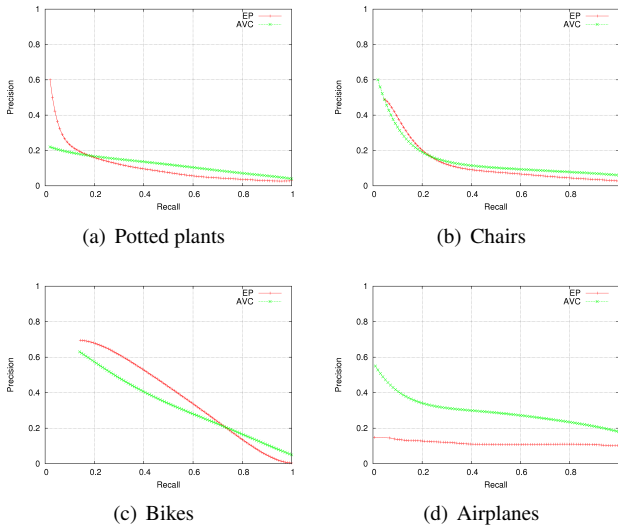 EP
AVC
1
0.8
0.6
0.4
0.2
0
Precision
0 0.2 0.4 0.6 0.8 1
Recall
(a) Potted plants
EP
AVC
1
0.8
0.6
0.4
0.2
0
Precision
0 0.2 0.4 0.6 0.8
Recall
(b) Chairs
EP
AVC
1
0.8
0.6
0.4
0.2
0
Precision
0 0.2 0.4 0.6 0.8 1
Recall
(c) Bikes
EP
AVC
1
0.8
0.6
0.4
0.2
0
Precision
0 0.2 0.4 0.6 0.8
Recall
(d) Airplanes